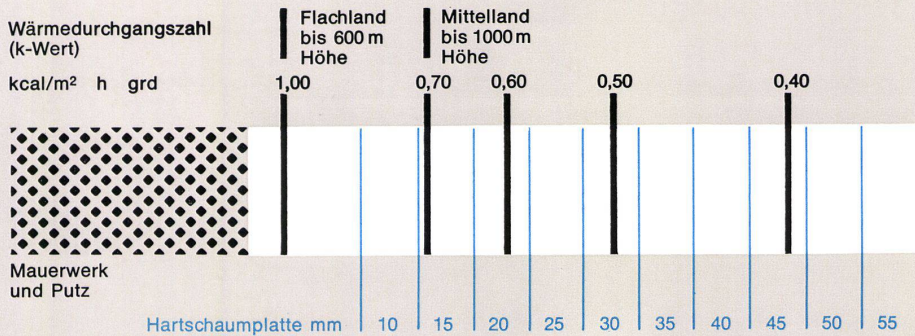 Wärmedurchgangszahl
(k-Wert)
kcal/m² h grd
Flachland
bis 600 m
Höhe
Mittelland
bis 1000 m
Höhe
1,00 0,70 0,60 0,50 0,40
Mauerwerk
und Putz
Hartschaumplatte mm 10 15 20 25 30 35 40 45 50 55